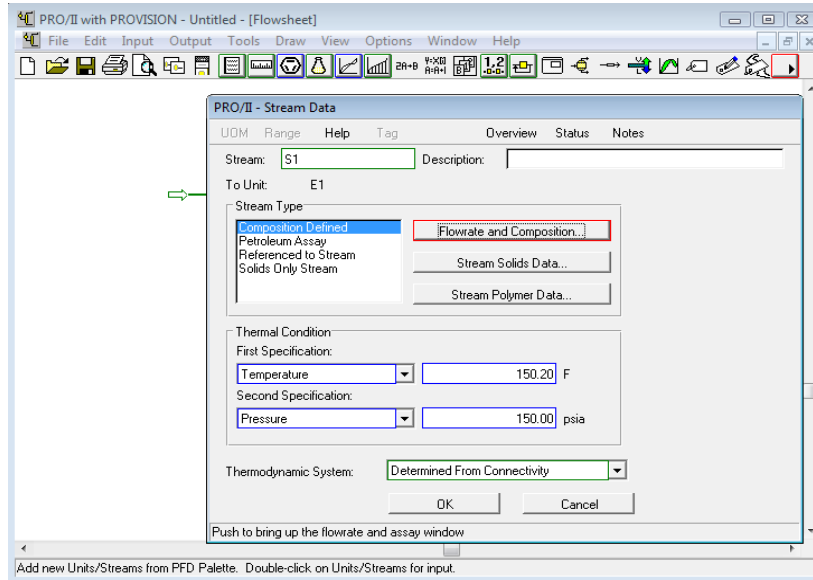 PRO/II with PROVISION - Untitled - [Flowsheet]
File Edit Input Output Tools Draw View Options Window Help
PRO/II - Stream Data
UOM Range Help Tag Overview Status Notes
Stream: S1 Description:
To Unit: E1
Stream Type
Composition Defined
Petroleum Assay
Referenced to Stream
Solids Only Stream
Flowrate and Composition...
Stream Solids Data...
Stream Polymer Data...
Thermal Condition
First Specification:
Temperature 150.20 F
Second Specification:
Pressure 150.00 psia
Thermodynamic System: Determined From Connectivity
OK Cancel
Push to bring up the flowrate and assay window
Add new Units/Streams from PFD Palette. Double-click on Units/Streams for input.